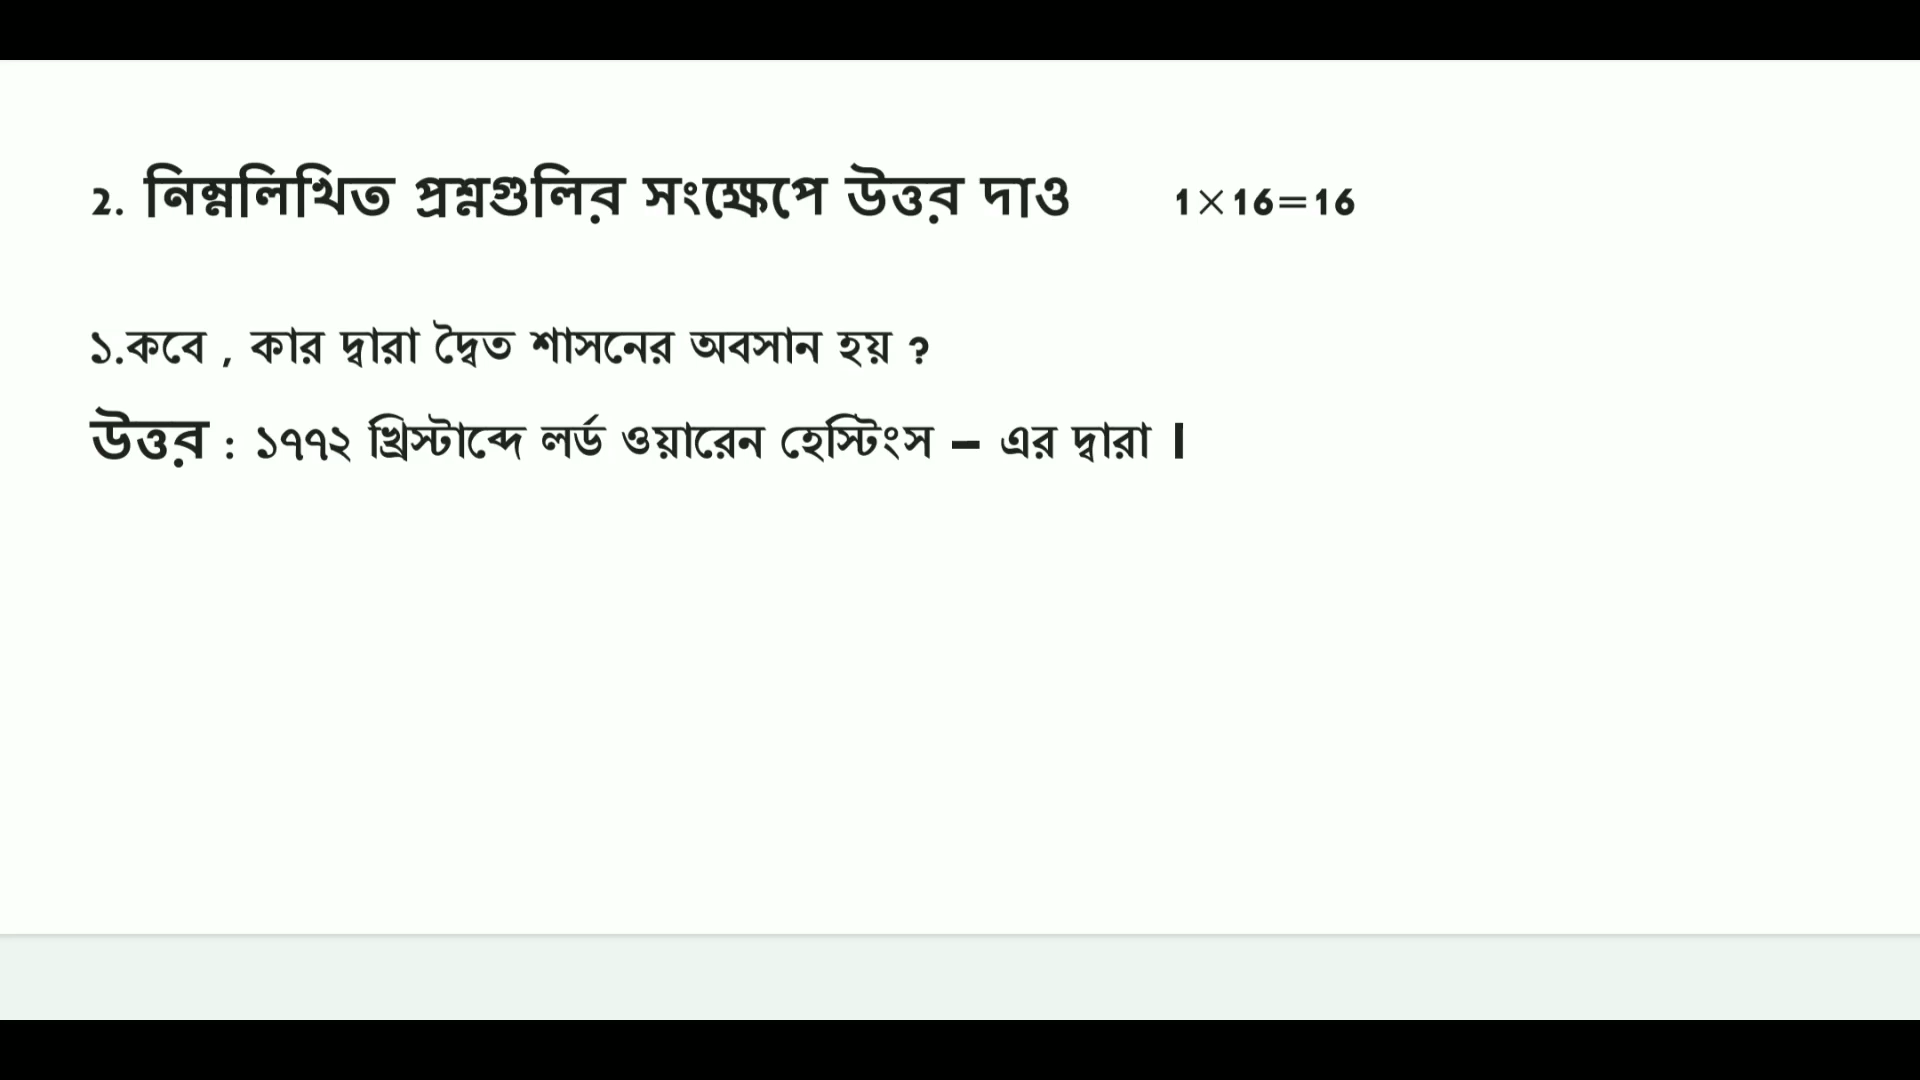 2. নিম্নলিখিত প্রশ্নগুলির সংক্ষেপে উত্তর দাও 1×16=16
১.কবে , কার দ্বারা দ্বৈত শাসনের অবসান হয় ?
উত্তর : ১৭৭২ খ্রিস্টাব্দে লর্ড ওয়ারেন হেস্টিংস – এর দ্বারা |